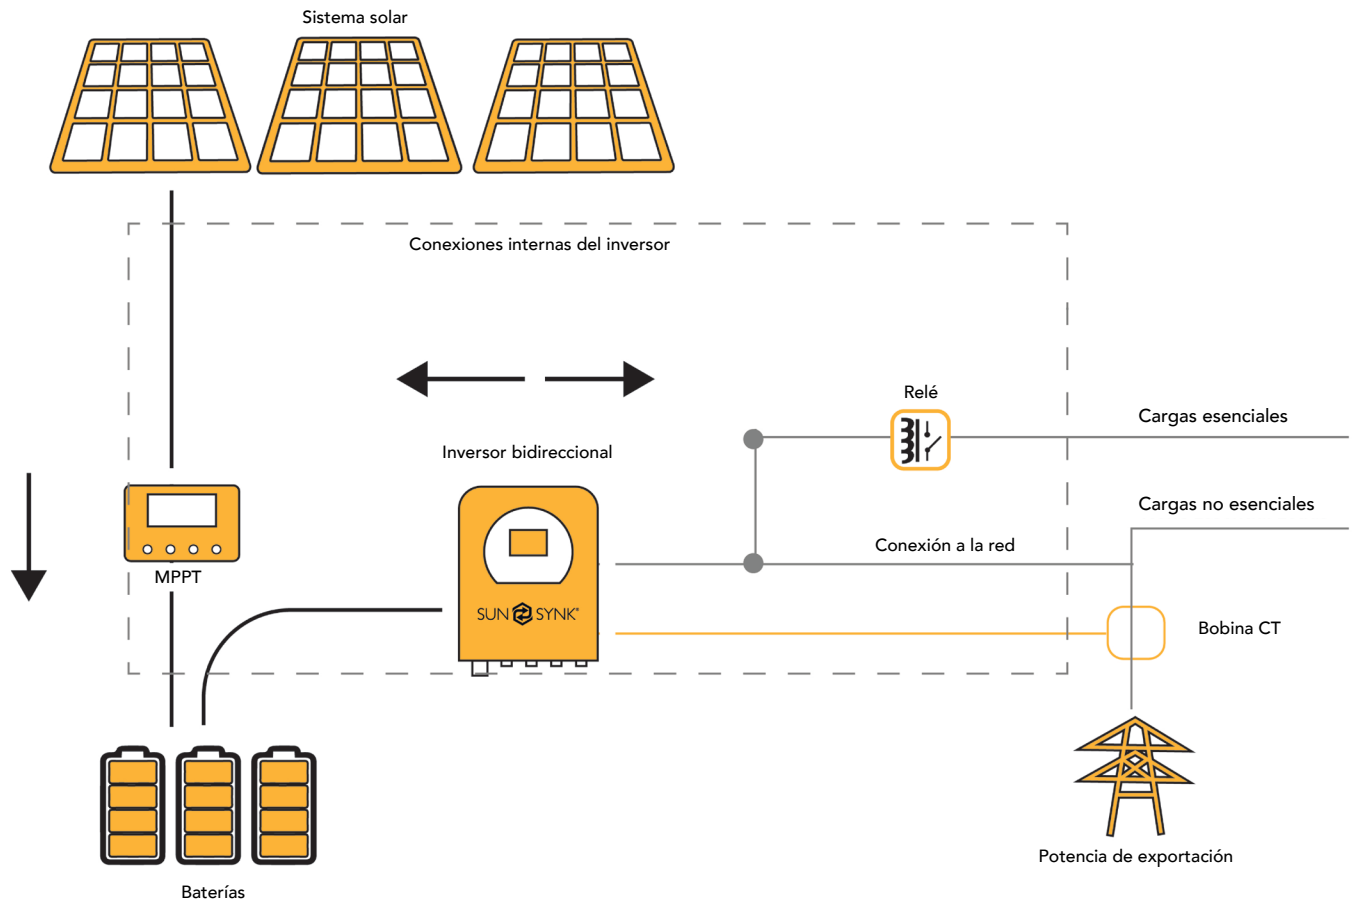 Sistema solar
Conexiones internas del inversor
Relé
Cargas esenciales
Inversor bidireccional
Cargas no esenciales
Conexión a la red
MPPT
SUN SYNK®
Bobina CT
Potencia de exportación
Baterías